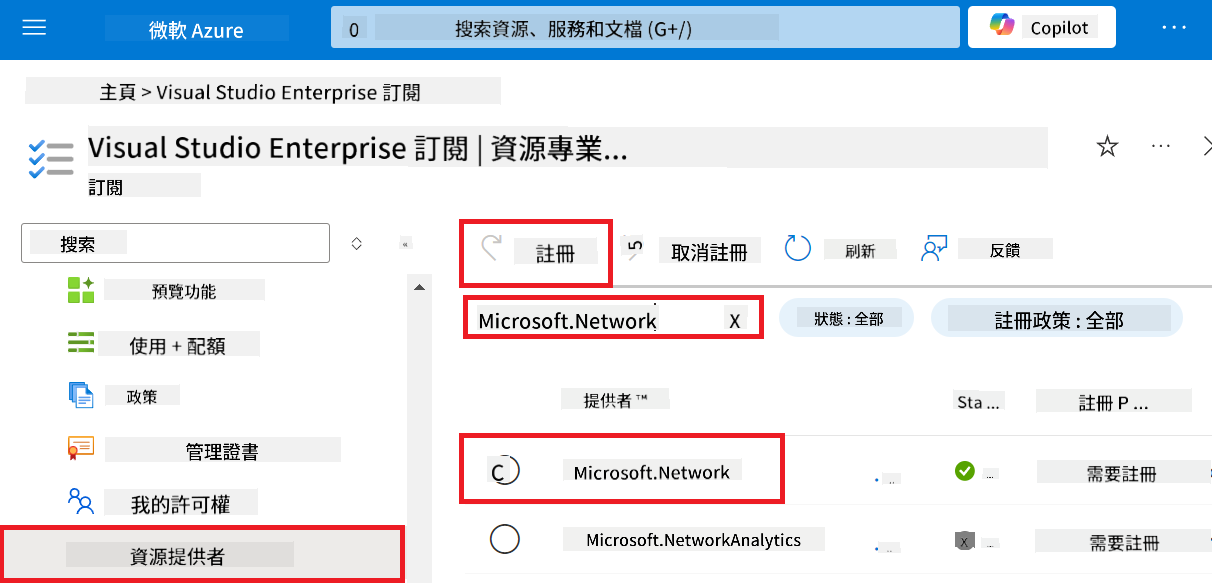 微軟 Azure
0 搜索資源、服務和文檔 (G+/)
Copilot
主頁 > Visual Studio Enterprise 訂閱
Visual Studio Enterprise 訂閱 | 資源專業...
訂閱
搜索
«
註冊
5
取消註冊
刷新
反饋
預覽功能
使用 + 配額
政策
管理證書
我的許可權
資源提供者
Microsoft.Network X
狀態 : 全部
註冊政策 : 全部
提供者 ™ Sta ... 註冊 P ...
C Microsoft.Network .. ... 需要註冊
Microsoft.NetworkAnalytics .. x ... 需要註冊